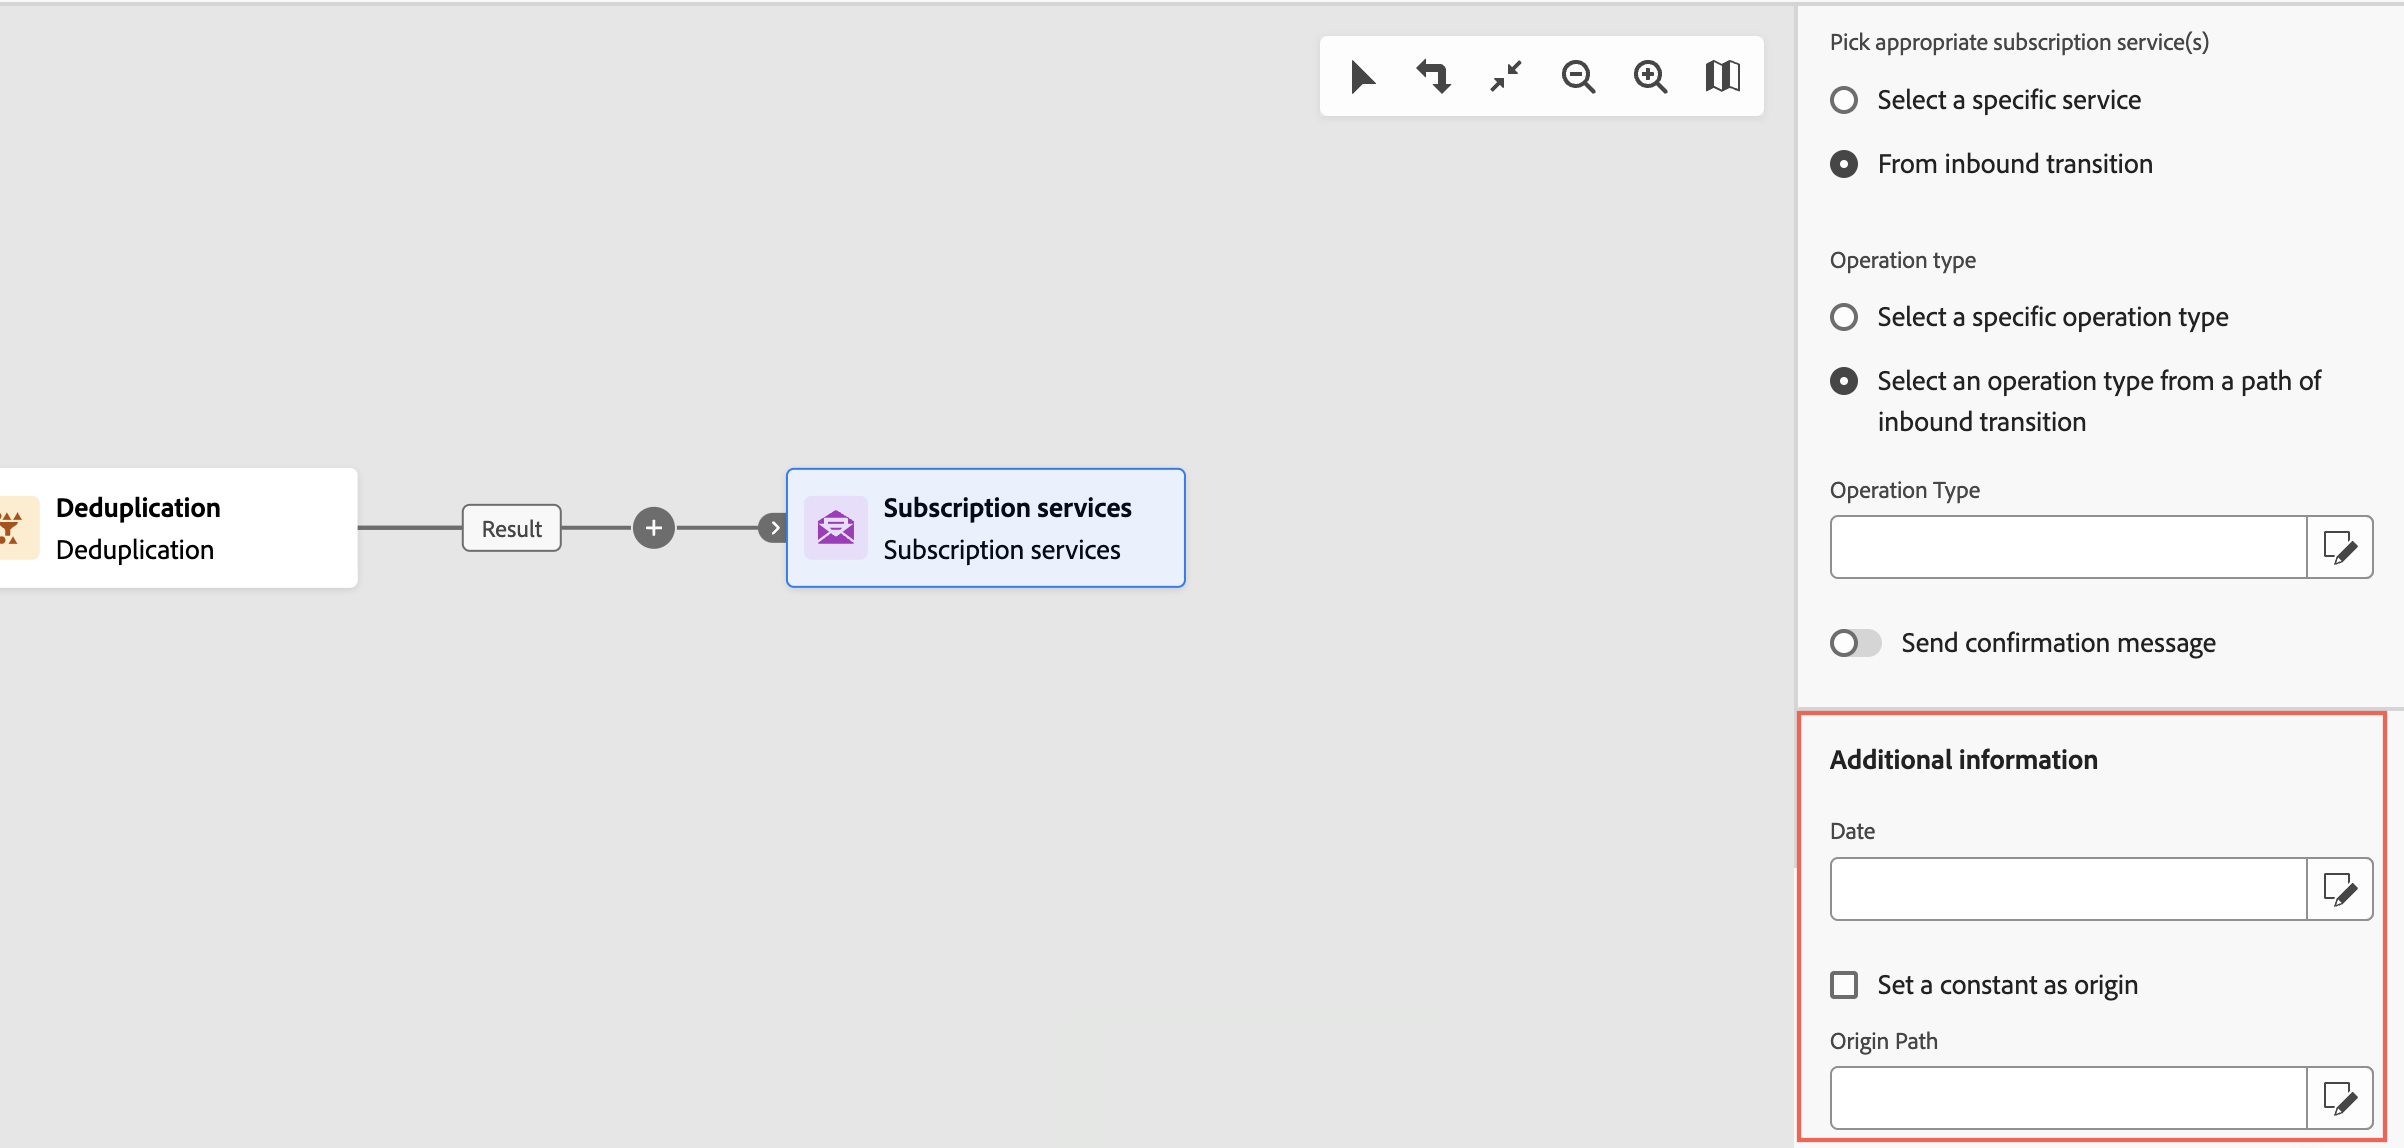 Deduplication
Deduplication
Result
Subscription services
Subscription services
Pick appropriate subscription service(s)
Select a specific service
From inbound transition
Operation type
Select a specific operation type
Select an operation type from a path of
inbound transition
Operation Type
Send confirmation message
Additional information
Date
Set a constant as origin
Origin Path